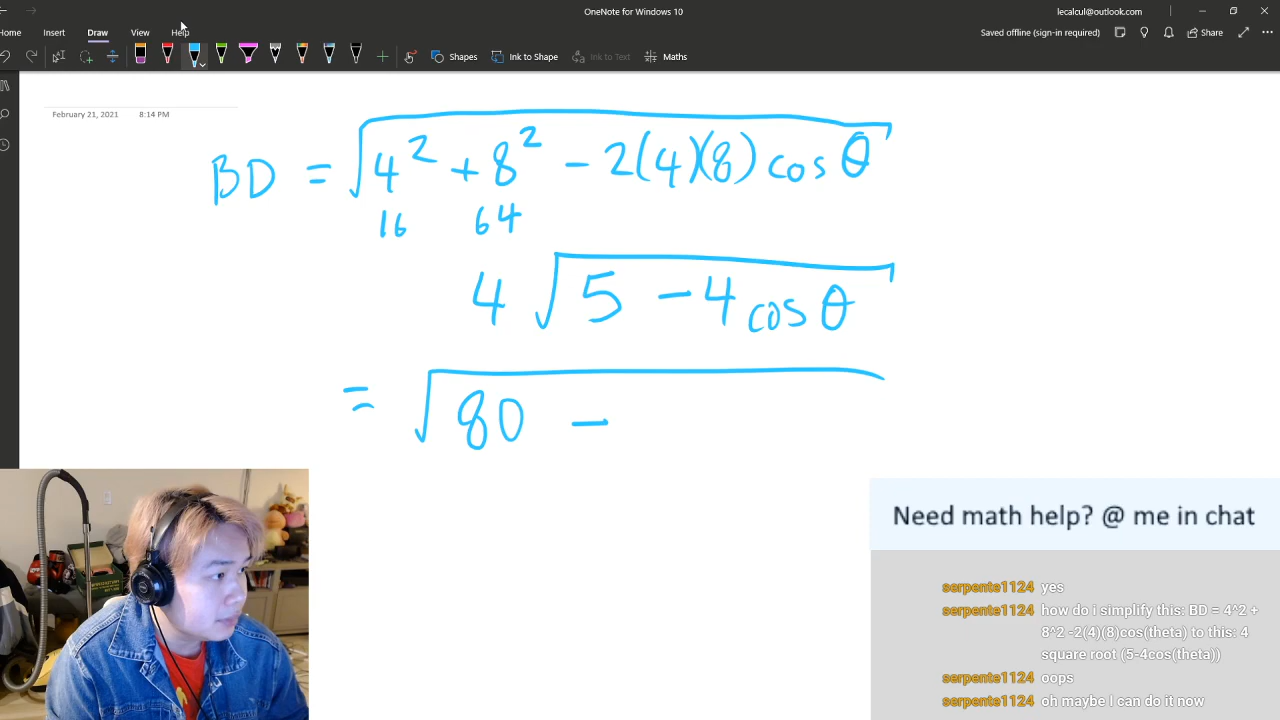 OneNote for Windows 10
lecalcul@outlook.com
Home Insert Draw View Help
Saved offline (sign-in required)
Share
Shapes
Ink to Shape
Ink to Text
Maths
February 21, 2021 8:14 PM
BD = √4² + 8² - 2(4)(8) cos θ
16 64
4 √5 - 4 cos θ
= √80 -
Need math help? @ me in chat
serpente1124 yes
serpente1124 how do i simplify this: BD = 4^2 +
8^2 -2(4)(8)cos(theta) to this: 4
square root (5-4cos(theta))
serpente1124 oops
serpente1124 oh maybe I can do it now